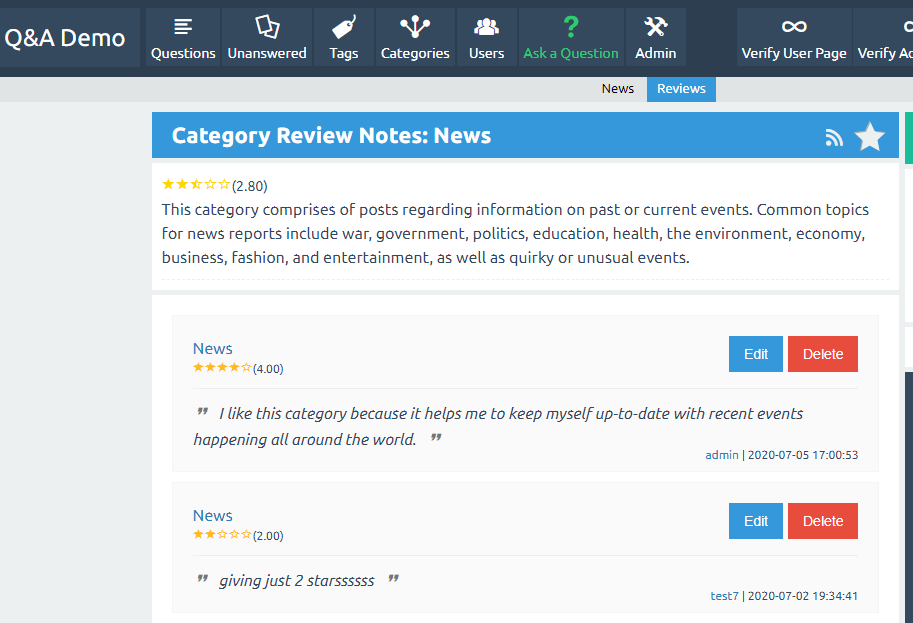 Q&A Demo
Questions
Unanswered
Tags
Categories
Users
?
Ask a Question
Admin
Verify User Page
Verify Ac
News
Reviews
Category Review Notes: News
(2.80)
This category comprises of posts regarding information on past or current events. Common topics
for news reports include war, government, politics, education, health, the environment, economy,
business, fashion, and entertainment, as well as quirky or unusual events.
News
Edit
Delete
(4.00)
" I like this category because it helps me to keep myself up-to-date with recent events
happening all around the world. "
admin | 2020-07-05 17:00:53
News
Edit
Delete
(2.00)
" giving just 2 starssssss "
test7 | 2020-07-02 19:34:41